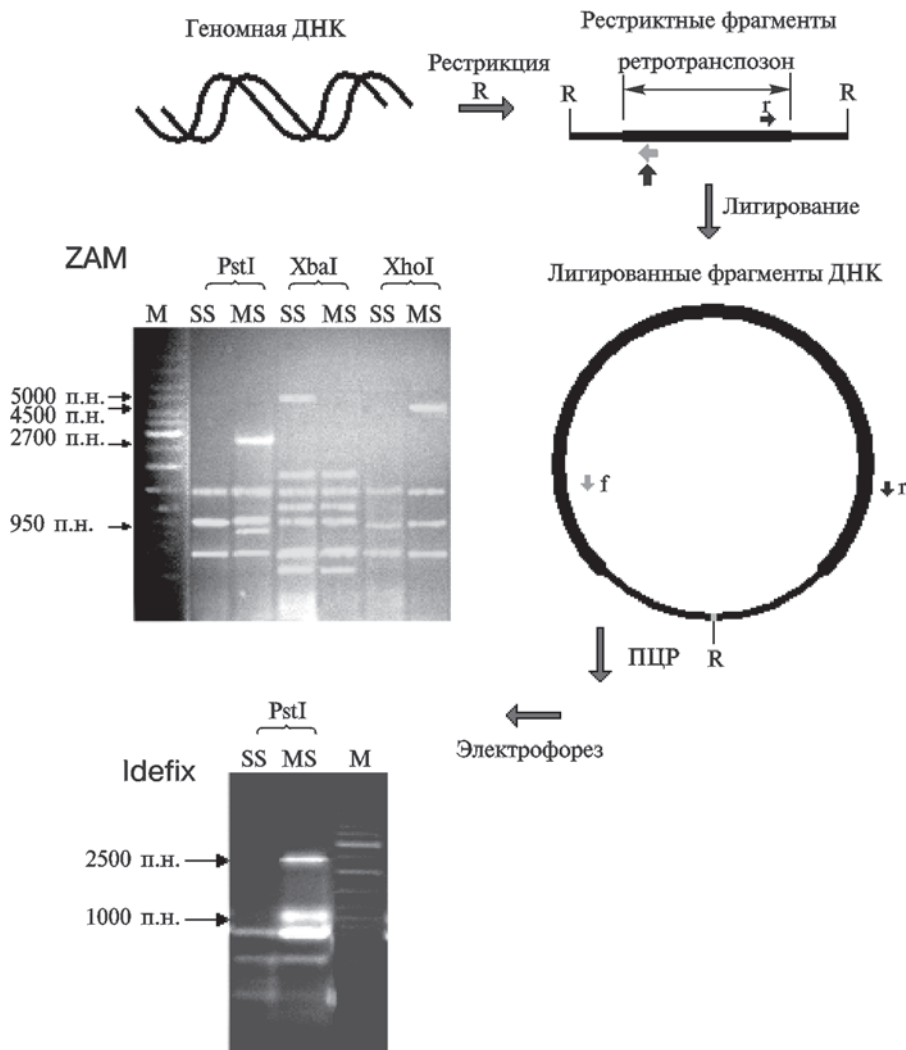 Геномная ДНК
Рестрикция
R
Рестриктные фрагменты
ретротранспозон
R
R
r
Лигирование
Лигированные фрагменты ДНК
f
r
R
ПЦР
Электрофорез
ZAM
PstI XbaI XhoI
M SS MS SS MS SS MS
5000 п.н.
4500 п.н.
2700 п.н.
950 п.н.
Idefix
PstI
SS MS M
2500 п.н.
1000 п.н.